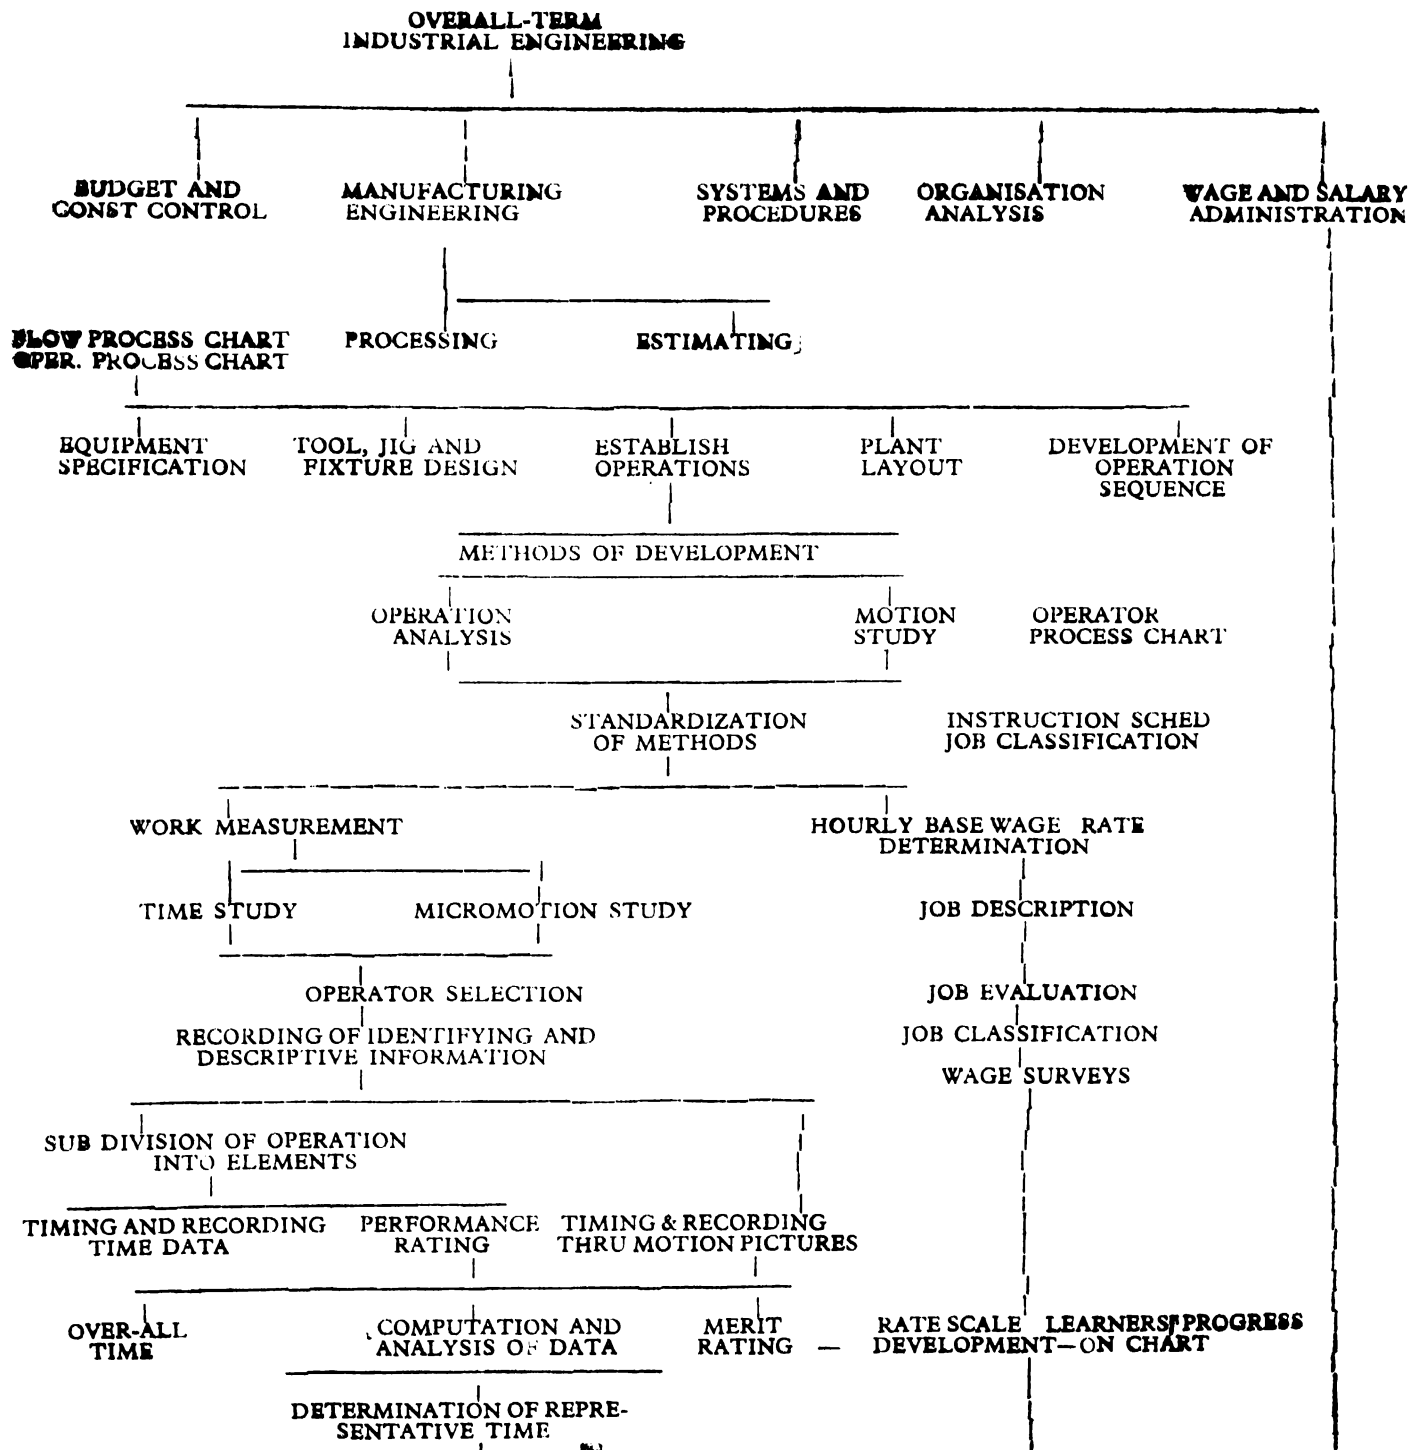 OVERALL-TERM
INDUSTRIAL ENGINEERING
BUDGET AND
CONST CONTROL
MANUFACTURING
ENGINEERING
SYSTEMS AND
PROCEDURES
ORGANISATION
ANALYSIS
WAGE AND SALARY
ADMINISTRATION
FLOW PROCESS CHART
OPER. PROCESS CHART
PROCESSING
ESTIMATING
EQUIPMENT
SPECIFICATION
TOOL, JIG AND
FIXTURE DESIGN
ESTABLISH
OPERATIONS
PLANT
LAYOUT
DEVELOPMENT OF
OPERATION
SEQUENCE
METHODS OF DEVELOPMENT
OPERATION
ANALYSIS
MOTION
STUDY
OPERATOR
PROCESS CHART
STANDARDIZATION
OF METHODS
INSTRUCTION SCHED
JOB CLASSIFICATION
WORK MEASUREMENT
HOURLY BASE WAGE RATE
DETERMINATION
TIME STUDY
MICROMOTION STUDY
JOB DESCRIPTION
OPERATOR SELECTION
JOB EVALUATION
RECORDING OF IDENTIFYING AND
DESCRIPTIVE INFORMATION
JOB CLASSIFICATION
WAGE SURVEYS
SUB DIVISION OF OPERATION
INTO ELEMENTS
TIMING AND RECORDING
TIME DATA
PERFORMANCE
RATING
TIMING & RECORDING
THRU MOTION PICTURES
OVER-ALL
TIME
COMPUTATION AND
ANALYSIS OF DATA
MERIT
RATING —
RATE SCALE LEARNERS' PROGRESS
DEVELOPMENT—ON CHART
DETERMINATION OF REPRE-
SENTATIVE TIME